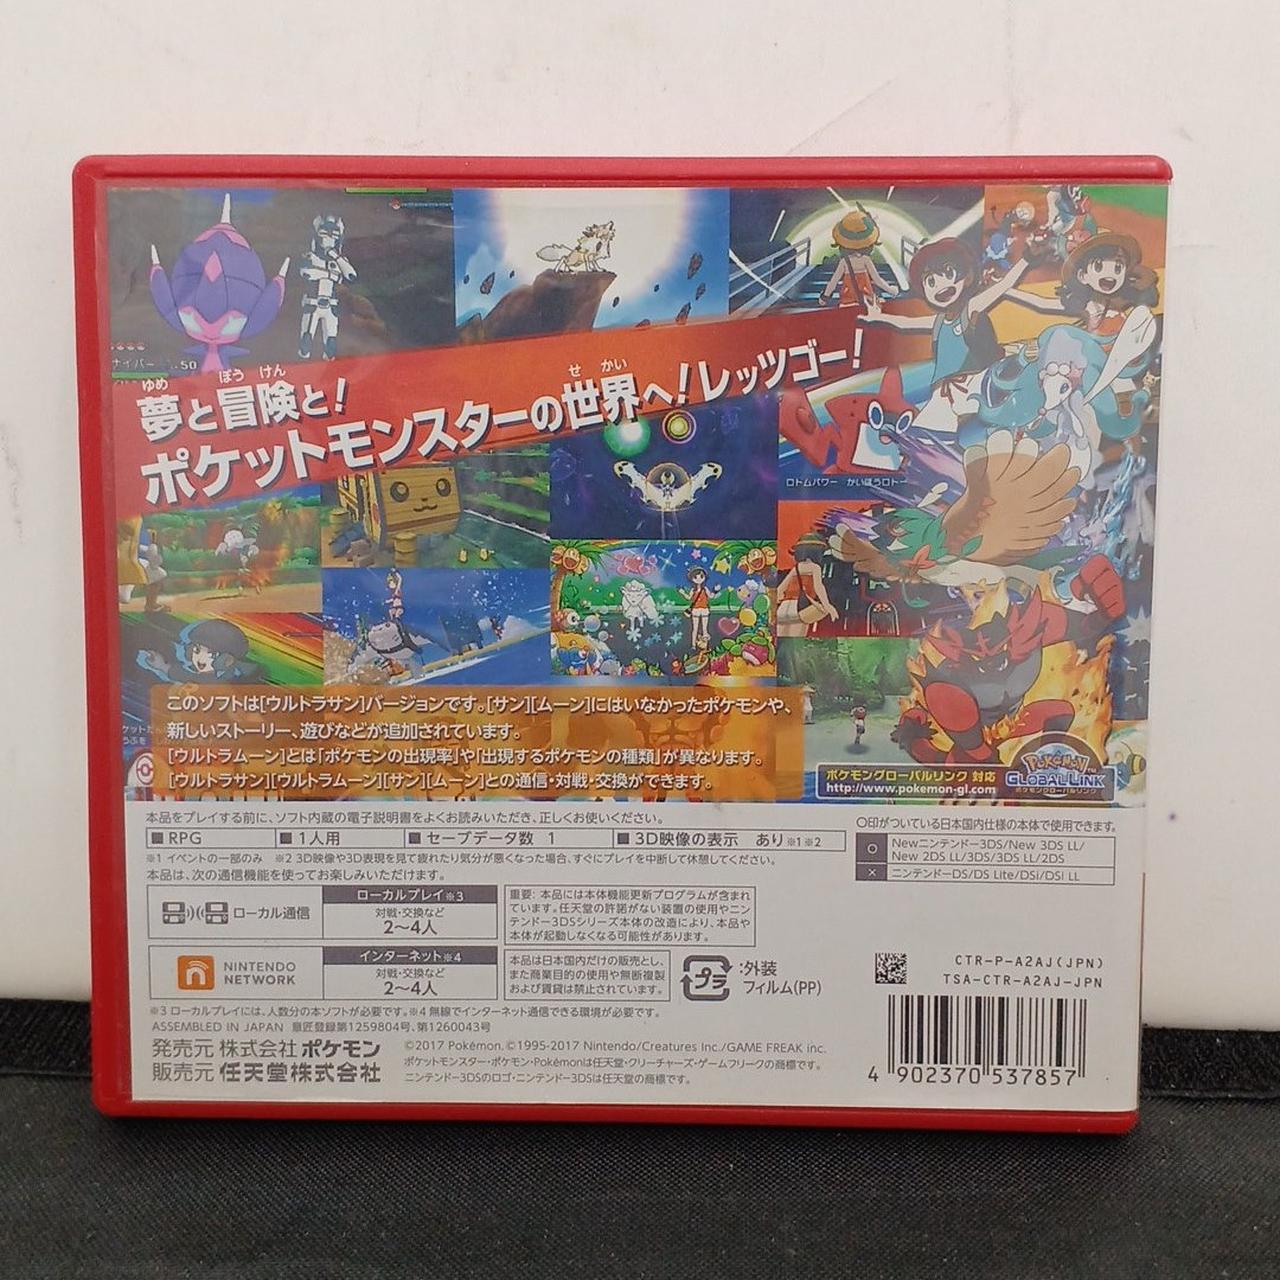 ナイバー
50
ゆめ ぼう けん
夢と冒険と!
せ かい
ポケットモンスターの世界へ!レッツゴー!
ロトムパワー かいほうロトー
このソフトは[ウルトラサン]バージョンです。[サン][ムーン]にはいなかったポケモンや、
新しいストーリー、遊びなどが追加されています。
[ウルトラムーン]とは「ポケモンの出現率」や「出現するポケモンの種類」が異なります。
[ウルトラサン][ウルトラムーン][サン][ムーン]との通信・対戦・交換ができます。
ポケモングローバルリンク 対応
http://www.pokemon-gl.com
Pokémon
GLOBAL LINK
ポケモングローバルリンク
本品をプレイする前に、ソフト内蔵の電子説明書をよくお読みいただき、正しくお使いください。
■RPG ■1人用 ■セーブデータ数 1 ■3D映像の表示 あり※1※2
※1 イベントの一部のみ ※2 3D映像や3D表現を見て疲れたり気分が悪くなった場合、すぐにプレイを中断して休憩してください。
本品は、次の通信機能を使ってお楽しみいただけます。
〇印がついている日本国内仕様の本体で使用できます。
○ Newニンテンドー3DS/New 3DS LL/
New 2DS LL/3DS/3DS LL/2DS
× ニンテンドーDS/DS Lite/DSi/DSi LL
ローカル通信
ローカルプレイ※3
対戦・交換など
2〜4人
重要: 本品には本体機能更新プログラムが含まれ
ています。任天堂の許諾がない装置の使用やニン
テンドー3DSシリーズ本体の改造により、本品や
本体が起動しなくなる可能性があります。
NINTENDO
NETWORK
インターネット※4
対戦・交換など
2〜4人
本品は日本国内だけの販売とし、
また商業目的の使用や無断複製
および賃貸は禁止されています。
プラ
:外装
フィルム(PP)
CTR-P-A2AJ(JPN)
TSA-CTR-A2AJ-JPN
※3 ローカルプレイには、人数分の本ソフトが必要です。※4 無線でインターネット通信できる環境が必要です。
ASSEMBLED IN JAPAN 意匠登録第1259804号、第1260043号
発売元 株式会社 ポケモン
販売元 任天堂株式会社
©2017 Pokémon. ©1995-2017 Nintendo/Creatures Inc./GAME FREAK inc.
ポケットモンスター・ポケモン・Pokémonは任天堂・クリーチャーズ・ゲームフリークの商標です。
ニンテンドー3DSのロゴ・ニンテンドー3DSは任天堂の商標です。
4 902370 537857